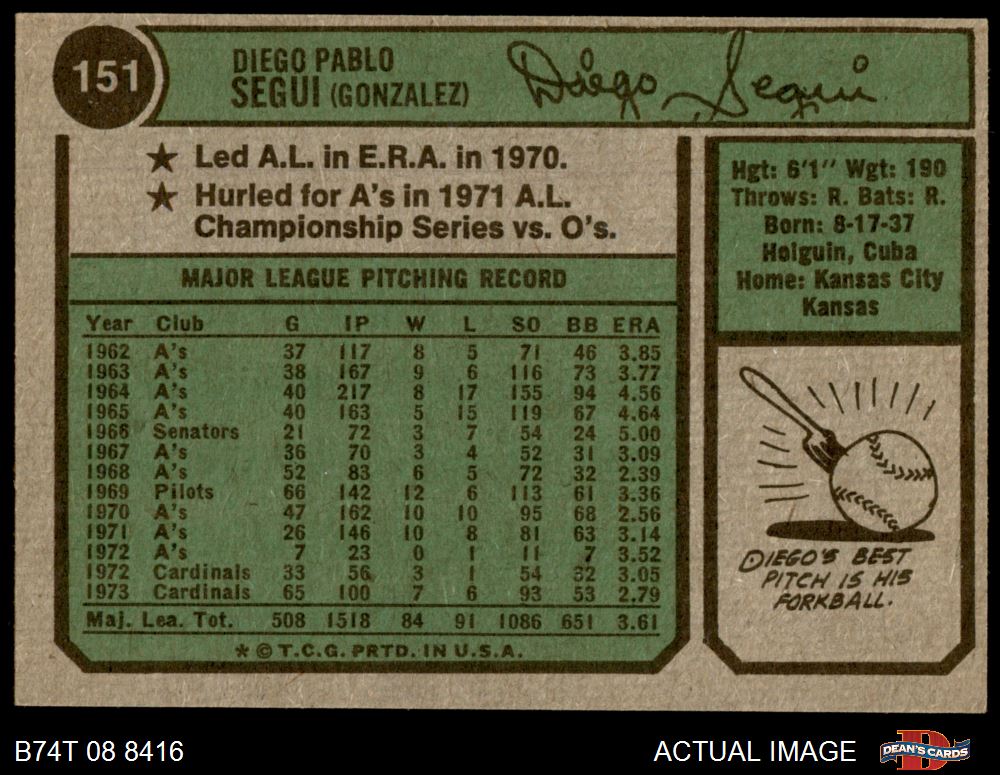 151
DIEGO PABLO
SEGUI (GONZALEZ)
Diego Segui
★ Led A.L. in E.R.A. in 1970.
★ Hurled for A's in 1971 A.L.
Championship Series vs. O's.
MAJOR LEAGUE PITCHING RECORD
Year Club G IP W L SO BB ERA
1962 A's 37 117 8 5 71 46 3.85
1963 A's 38 167 9 6 116 73 3.77
1964 A's 40 217 8 17 155 94 4.56
1965 A's 40 163 5 15 119 67 4.64
1966 Senators 21 72 3 7 54 24 5.00
1967 A's 36 70 3 4 52 31 3.09
1968 A's 52 83 6 5 72 32 2.39
1969 Pilots 66 142 12 6 113 61 3.36
1970 A's 47 162 10 10 95 68 2.56
1971 A's 26 146 10 8 81 63 3.14
1972 A's 7 23 0 1 11 7 3.52
1972 Cardinals 33 56 3 1 54 32 3.05
1973 Cardinals 65 100 7 6 93 53 2.79
Maj. Lea. Tot. 508 1518 84 91 1086 651 3.61
* © T.C.G. PRTD. IN U.S.A.
Hgt: 6'1" Wgt: 190
Throws: R. Bats: R.
Born: 8-17-37
Holguin, Cuba
Home: Kansas City
Kansas
DIEGO'S BEST
PITCH IS HIS
FORKBALL.
B74T 08 8416
ACTUAL IMAGE
D
DEAN'S CARDS